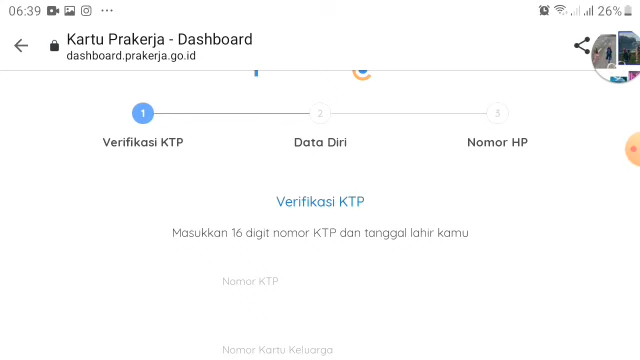 06:39
26%
Kartu Prakerja - Dashboard
dashboard.prakerja.go.id
1
2
3
Verifikasi KTP
Data Diri
Nomor HP
Verifikasi KTP
Masukkan 16 digit nomor KTP dan tanggal lahir kamu
Nomor KTP
Nomor Kartu Keluarga